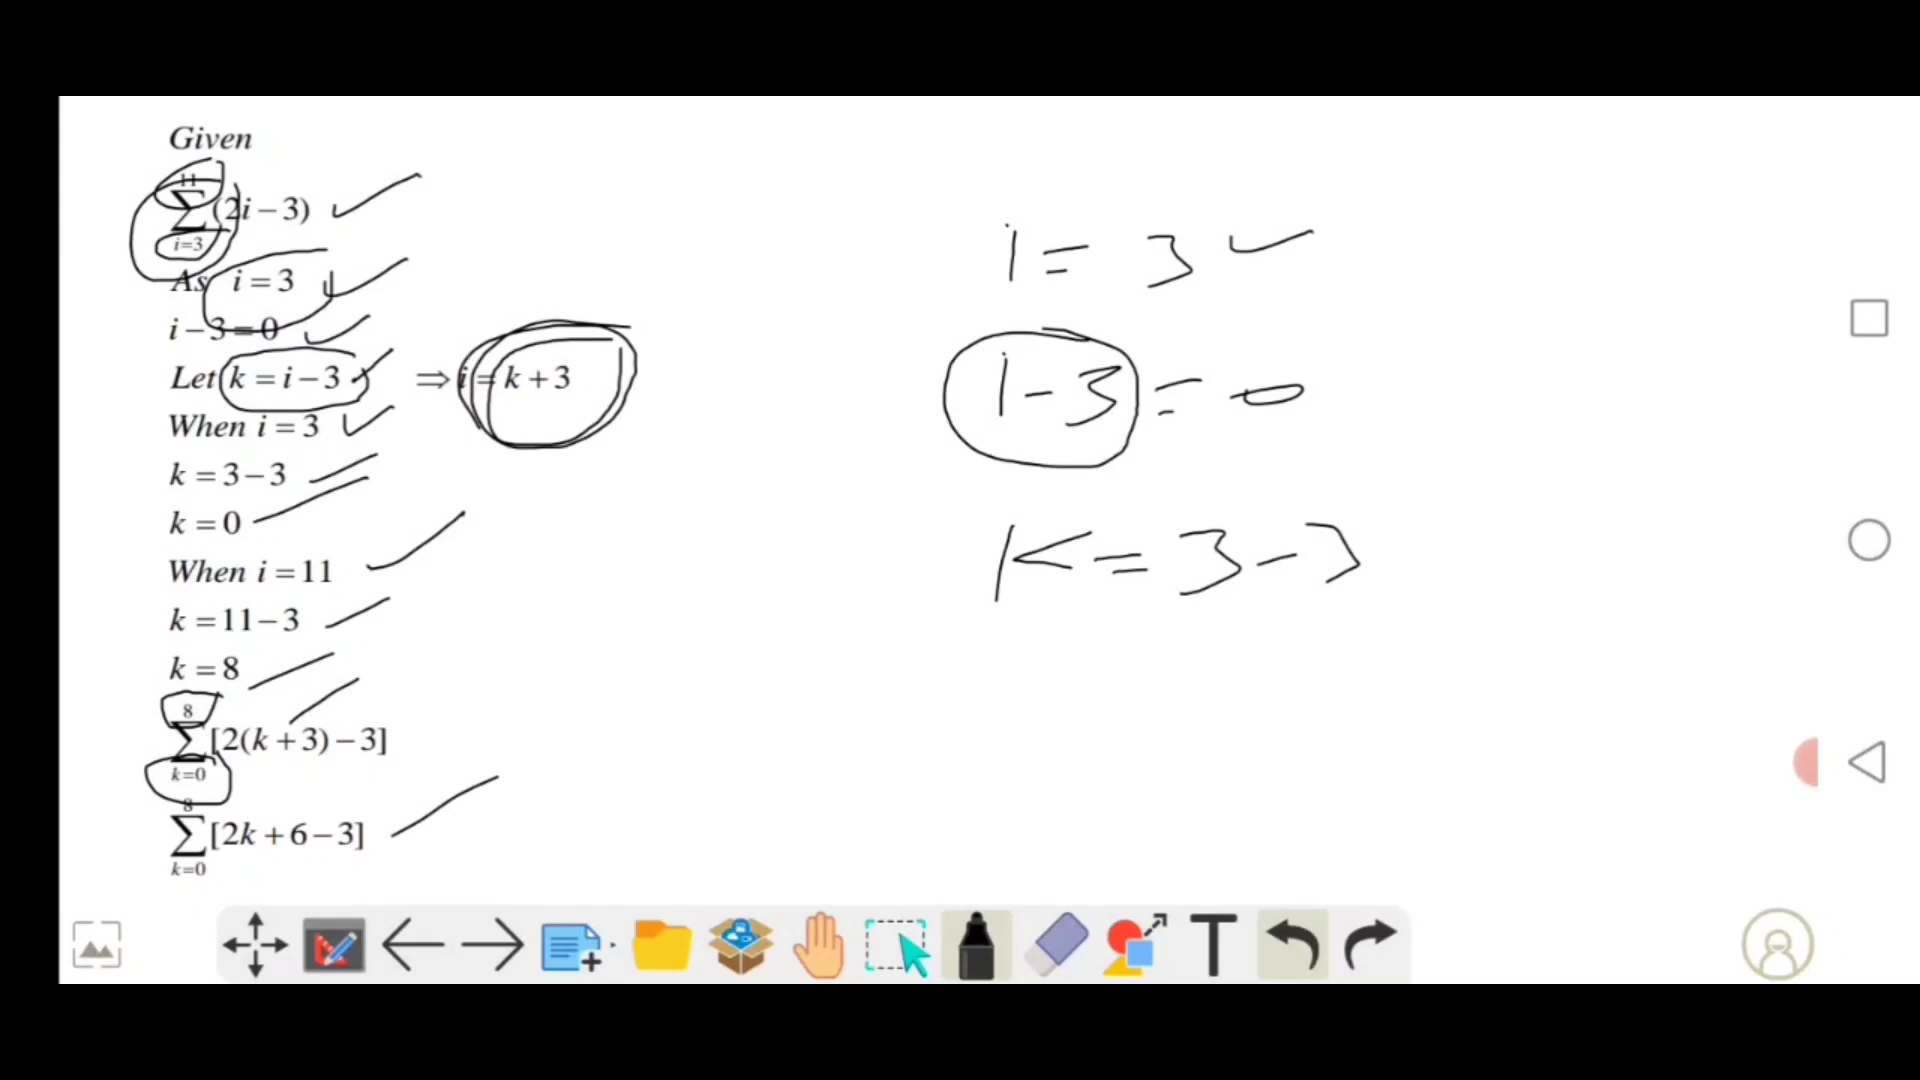 Given
11
∑(2i−3)
i=3
As i=3
i−3=0
Let k=i−3 ⇒ i=k+3
When i=3
k=3−3
k=0
When i=11
k=11−3
k=8
8
∑[2(k+3)−3]
k=0
8
∑[2k+6−3]
k=0
i = 3
i-3 = 0
K = 3-3
T